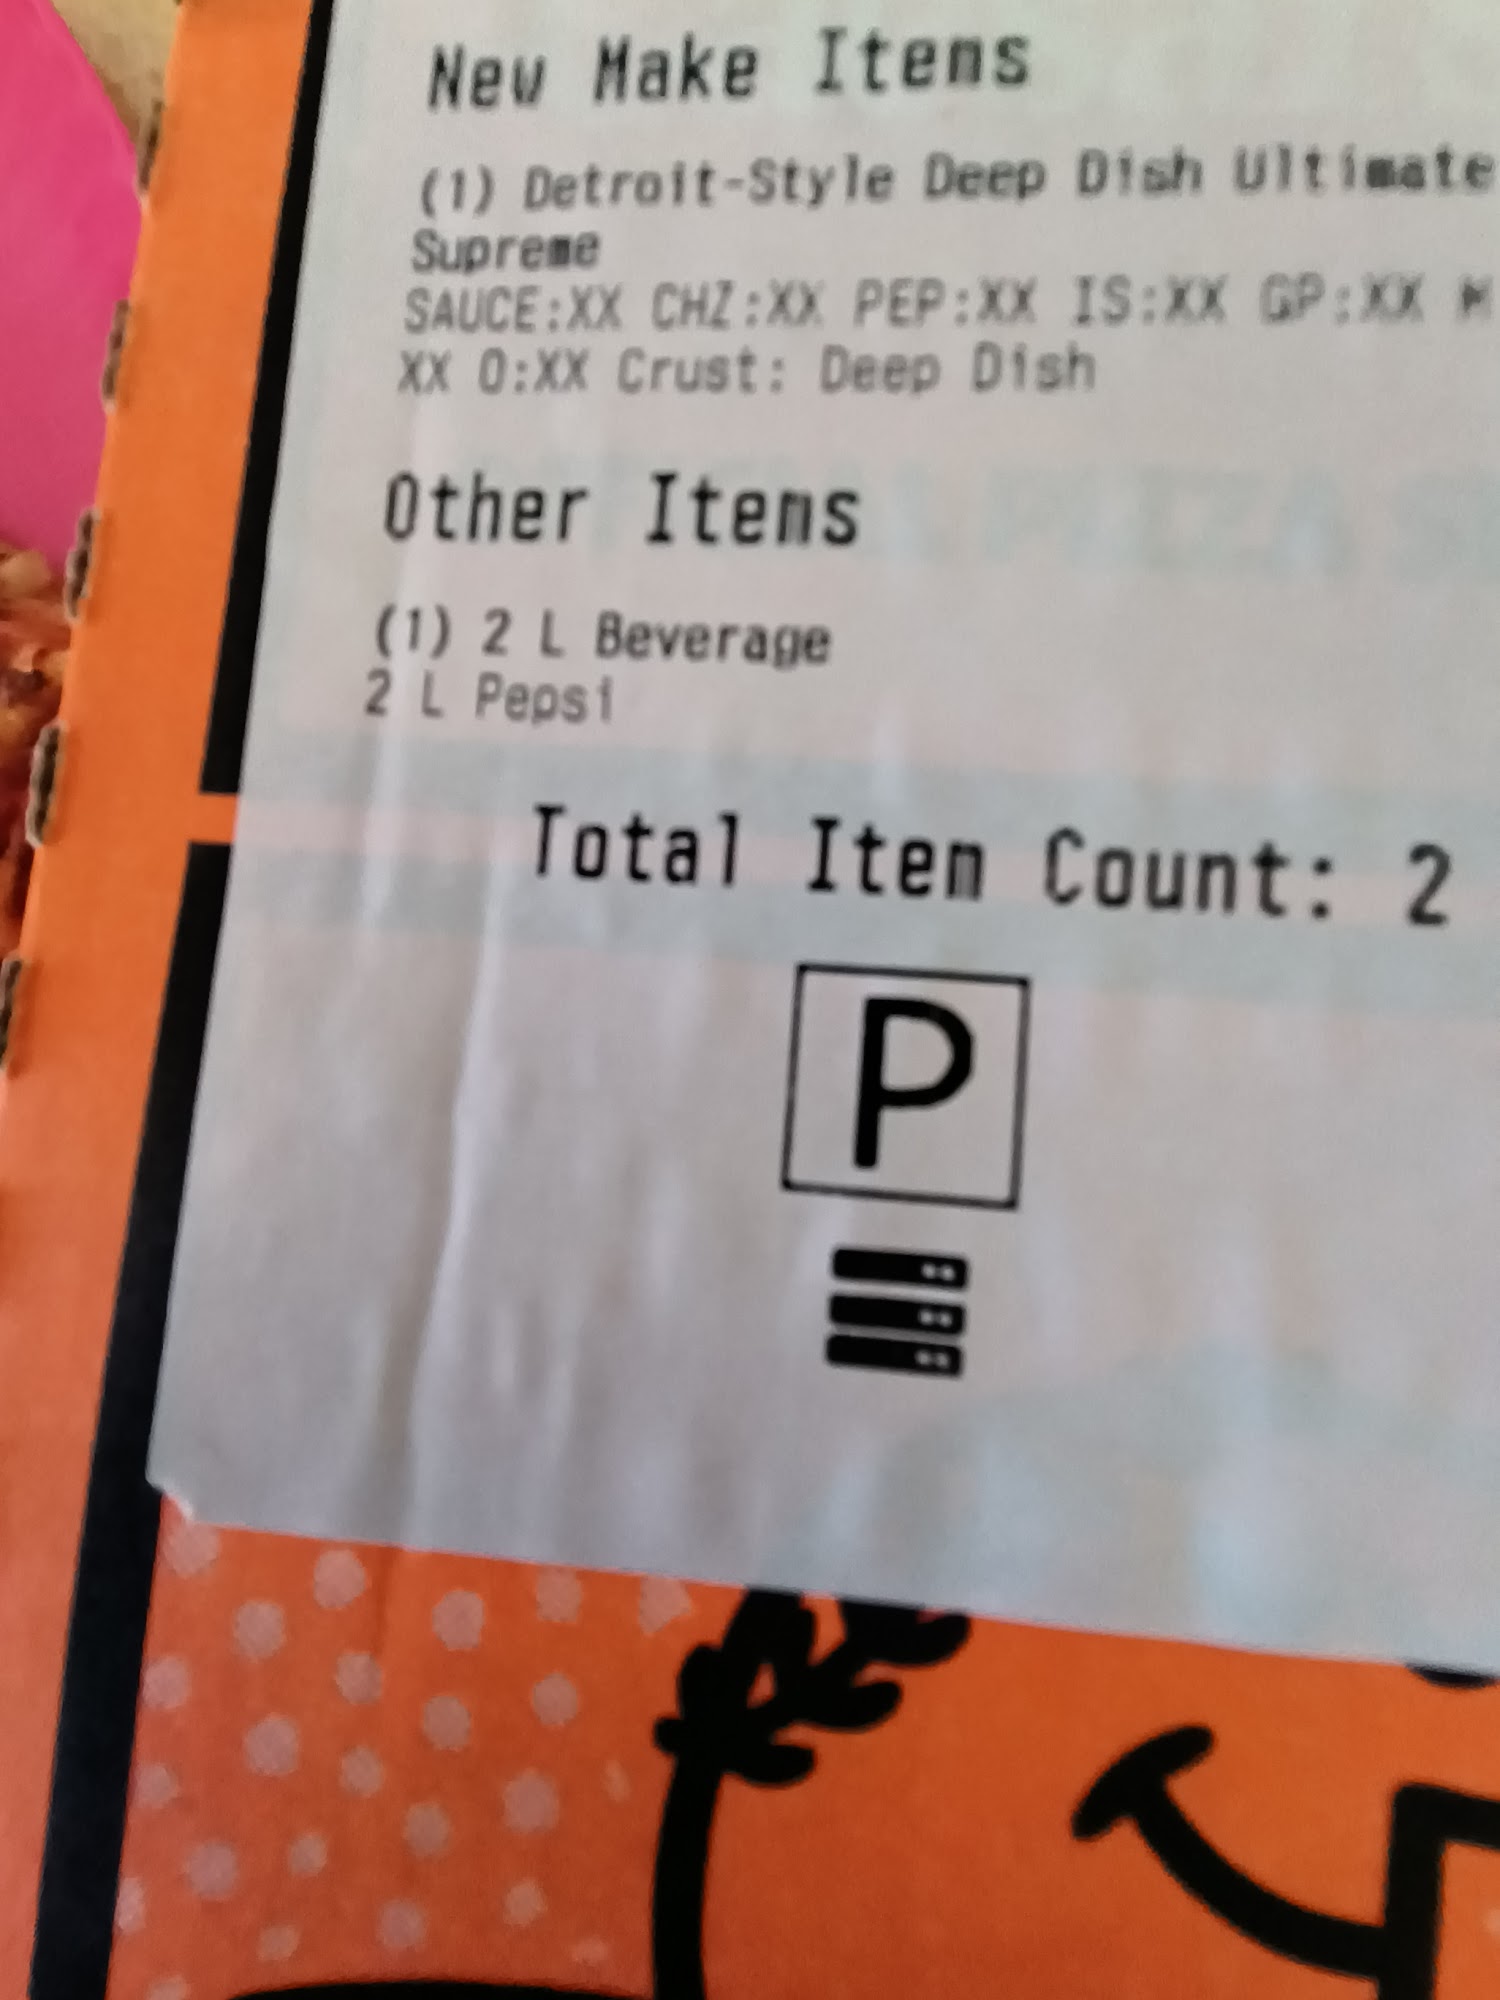 New Make Items
(1) Detroit-Style Deep Dish Ultimate
Supreme
SAUCE:XX CHZ:XX PEP:XX IS:XX GP:XX M
XX O:XX Crust: Deep Dish
Other Items
(1) 2 L Beverage
2 L Pepsi
Total Item Count: 2
P